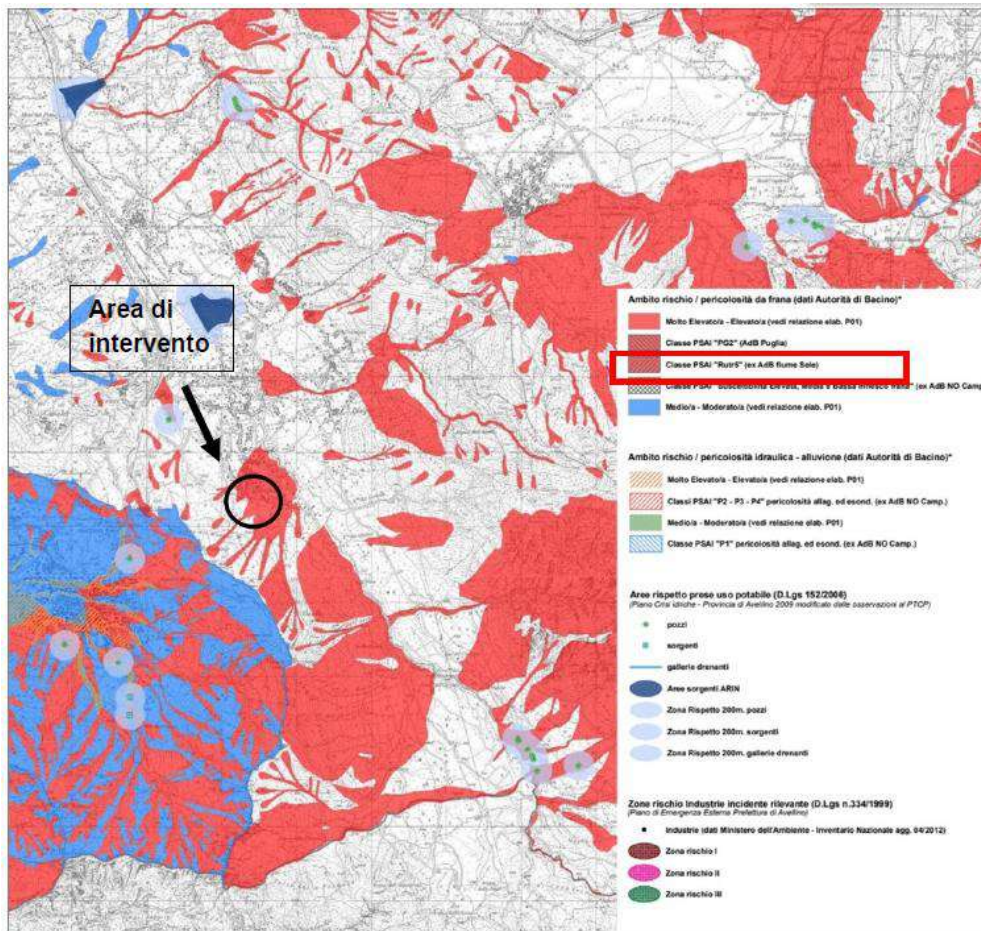 Area di
intervento
Ambito rischio / pericolosità da frana (dati Autorità di Bacino)*
Molto Elevato/a - Elevato/a (vedi relazione elab. P01)
Classe PSAI "PG2" (AdB Puglia)
Classe PSAI "Rutr5" (ex AdB fiume Sele)
Classe PSAI "Suscettibilità Elevata, Media e Bassa innesco frana" (ex AdB NO Camp
Medio/a - Moderato/a (vedi relazione elab. P01)
Ambito rischio / pericolosità idraulica - alluvione (dati Autorità di Bacino)*
Molto Elevato/a - Elevato/a (vedi relazione elab. P01)
Classi PSAI "P2 - P3 - P4" pericolosità allag. ed esond. (ex AdB NO Camp.)
Medio/a - Moderato/a (vedi relazione elab. P01)
Classe PSAI "P1" pericolosità allag. ed esond. (ex AdB NO Camp.)
Aree rispetto prese uso potabile (D.Lgs 152/2006)
(Piano Crisi idriche - Provincia di Avellino 2009 modificato dalle osservazioni al PTCP)
pozzi
sorgenti
gallerie drenanti
Aree sorgenti ARIN
Zona Rispetto 200m. pozzi
Zona Rispetto 200m. sorgenti
Zona Rispetto 200m. gallerie drenanti
Zone rischio Industrie incidente rilevante (D.Lgs n.334/1999)
(Piano di Emergenza Esterna Prefettura di Avellino)
Industrie (dati Ministero dell'Ambiente - Inventario Nazionale agg. 04/2012)
Zona rischio I
Zona rischio II
Zona rischio III